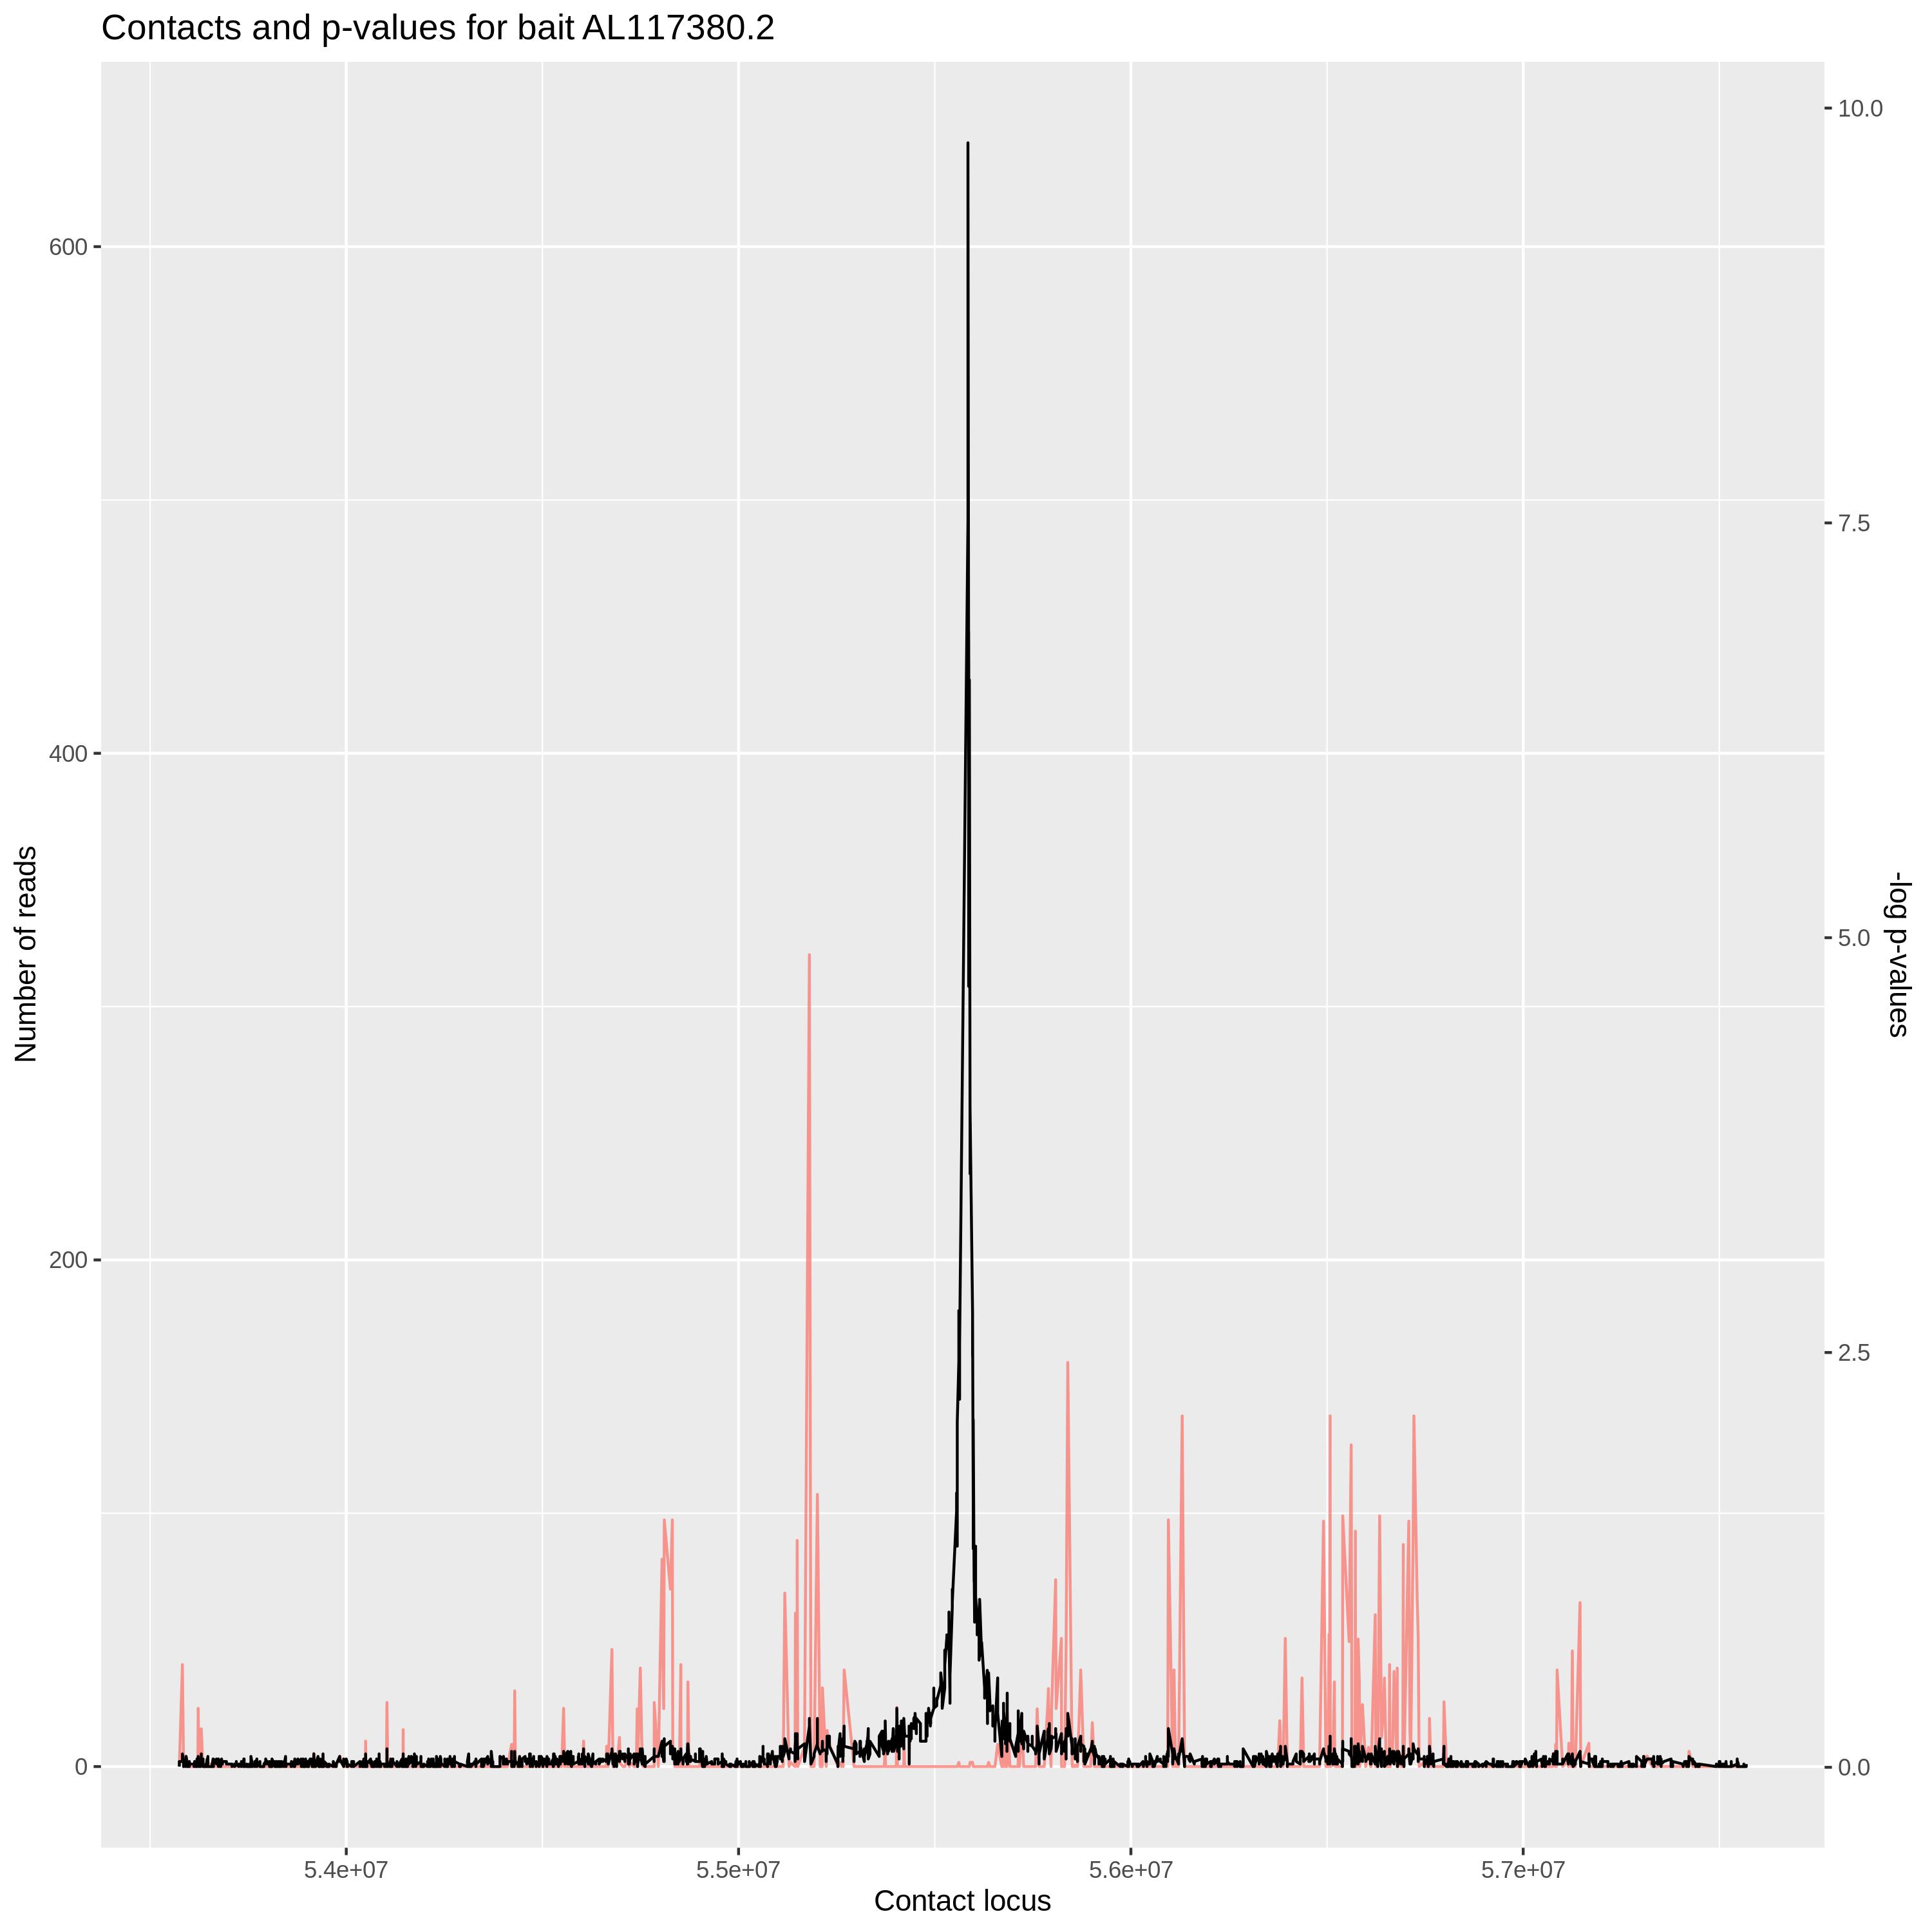 Contacts and p-values for bait AL117380.2
Number of reads
600
400
200
0
10.0
7.5
5.0
2.5
0.0
-log p-values
5.4e+07
5.5e+07
5.6e+07
5.7e+07
Contact locus